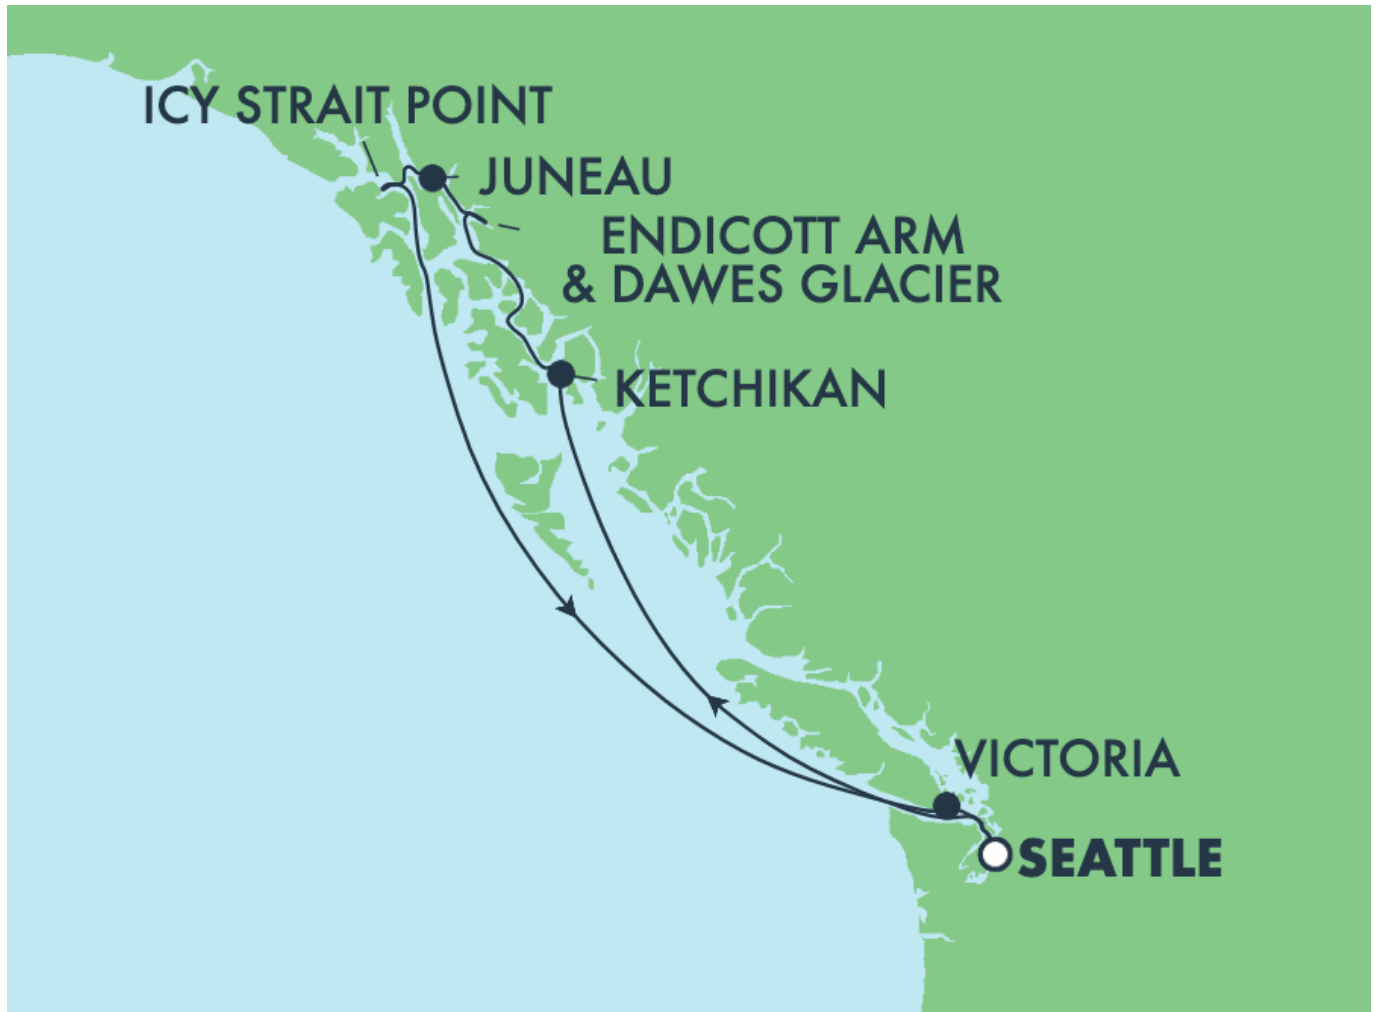 ICY STRAIT POINT
JUNEAU
ENDICOTT ARM
& DAWES GLACIER
KETCHIKAN
VICTORIA
SEATTLE